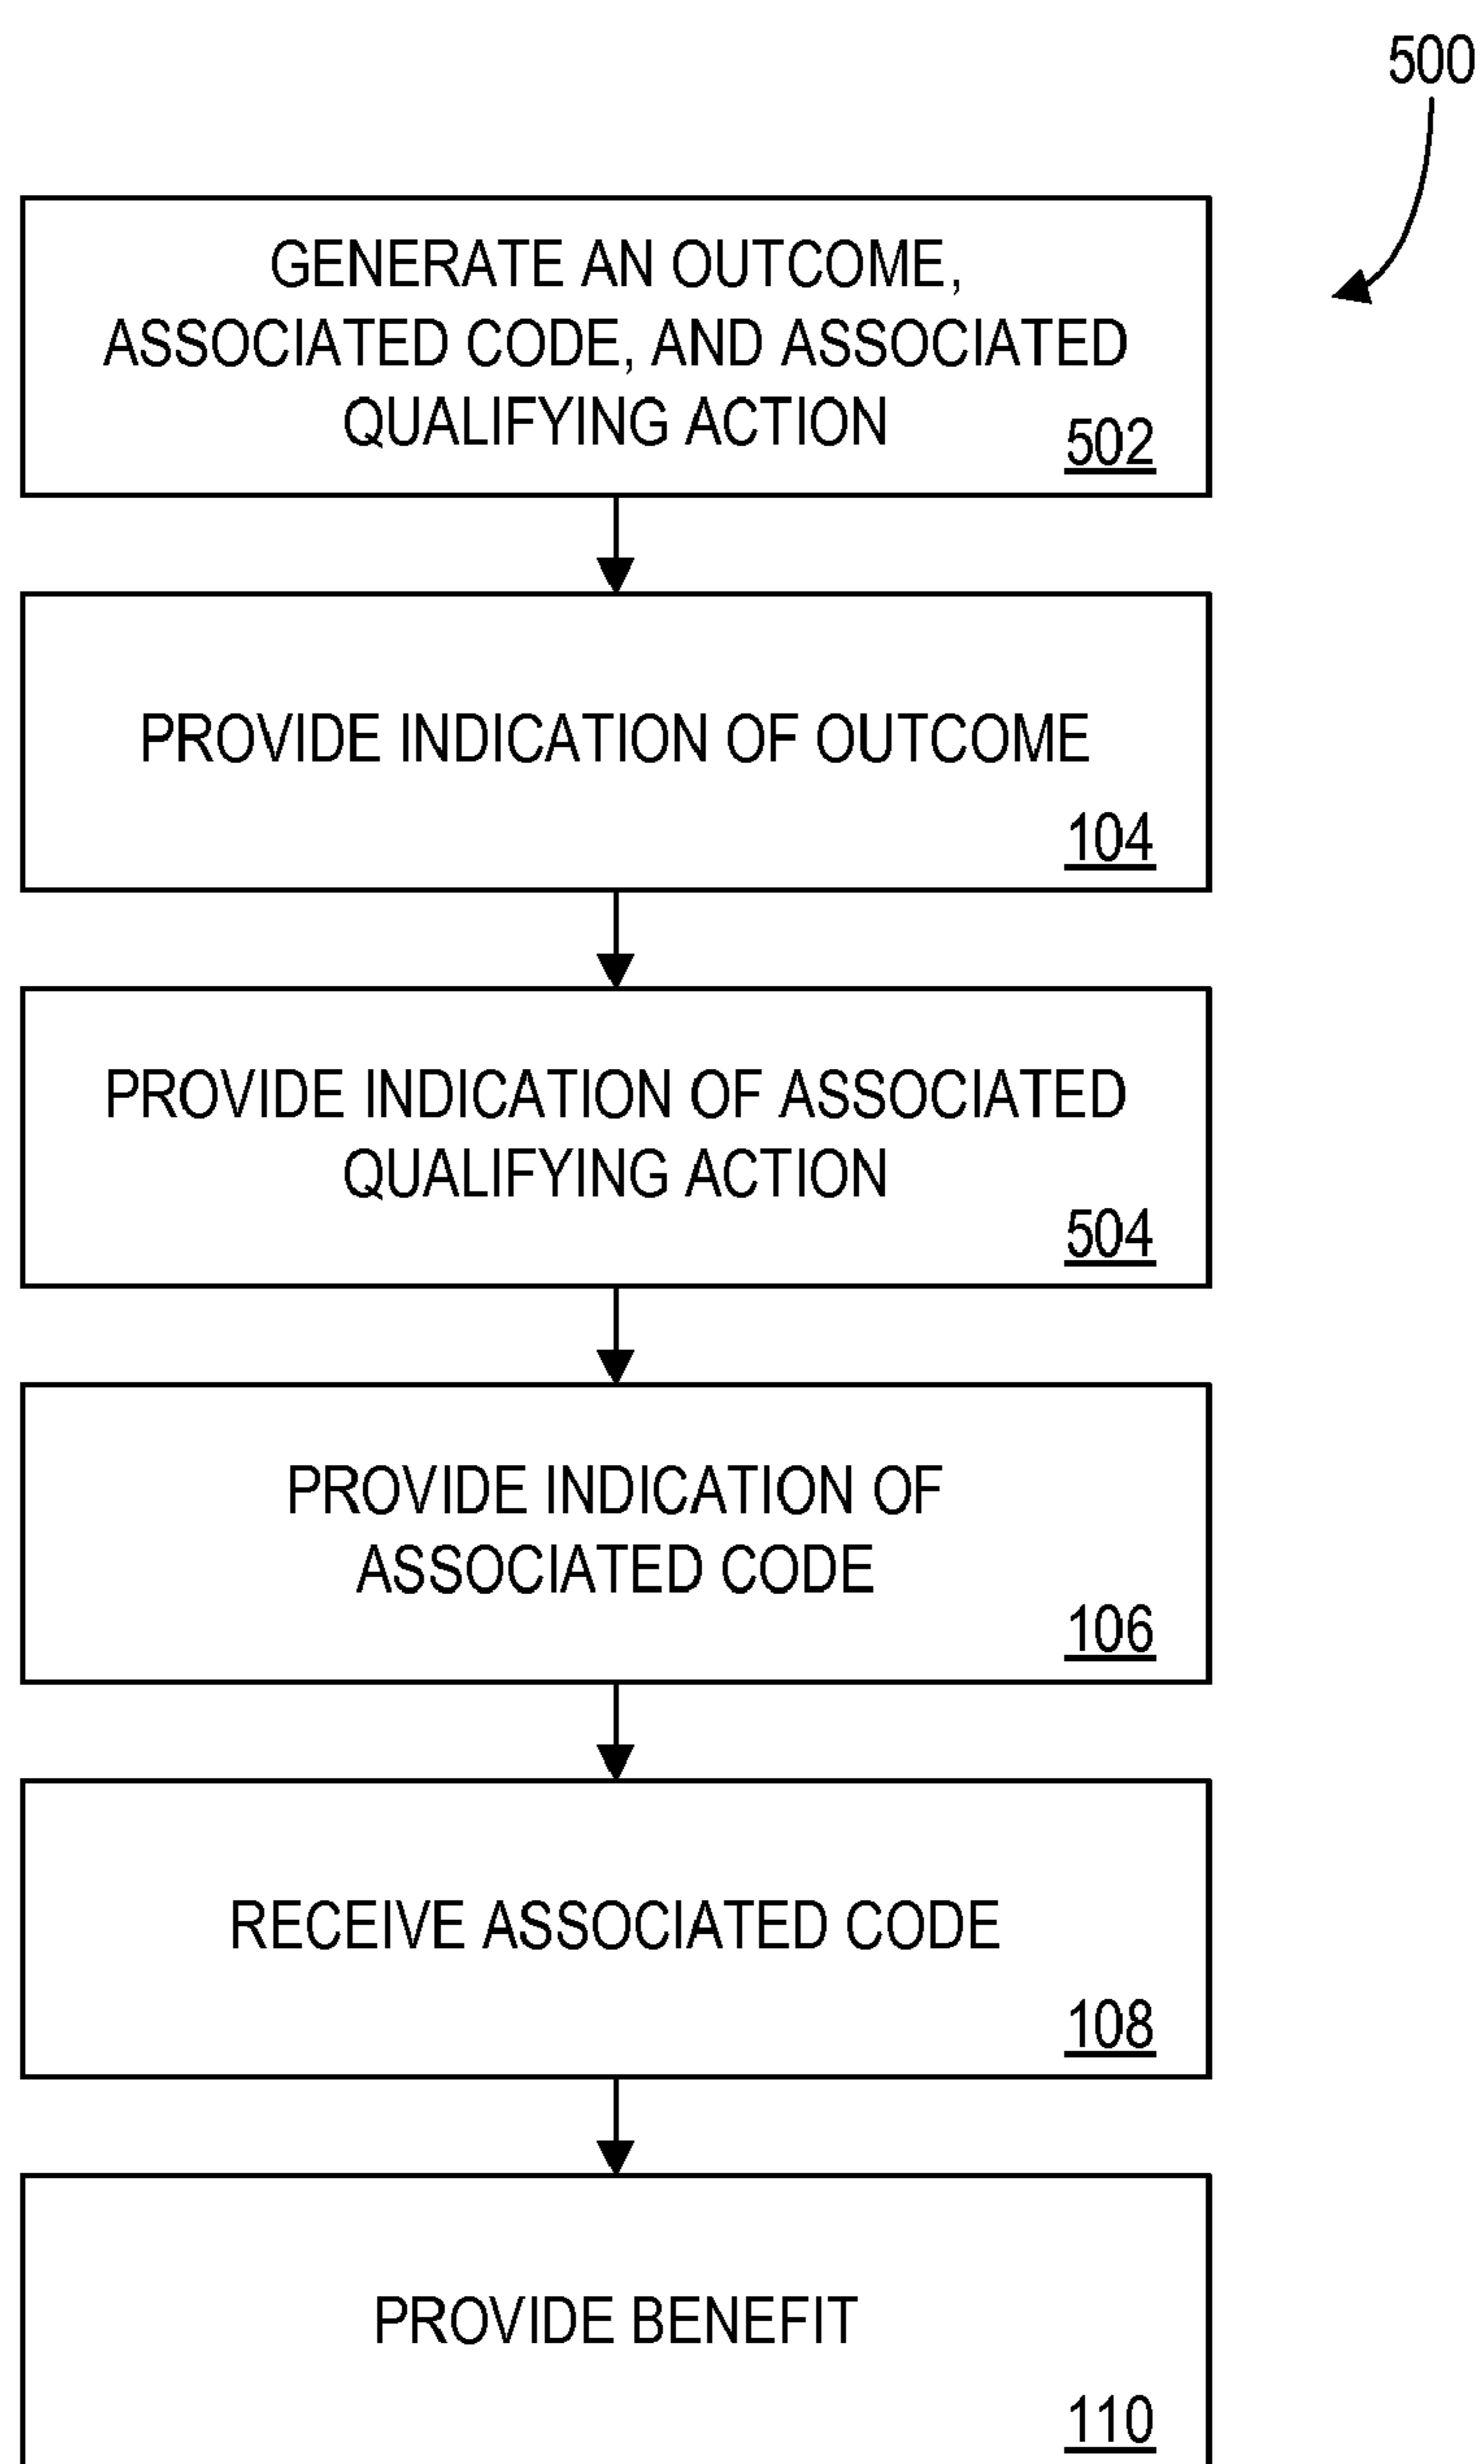 500
GENERATE AN OUTCOME,
ASSOCIATED CODE, AND ASSOCIATED
QUALIFYING ACTION
502
PROVIDE INDICATION OF OUTCOME
104
PROVIDE INDICATION OF ASSOCIATED
QUALIFYING ACTION
504
PROVIDE INDICATION OF
ASSOCIATED CODE
106
RECEIVE ASSOCIATED CODE
108
PROVIDE BENEFIT
110